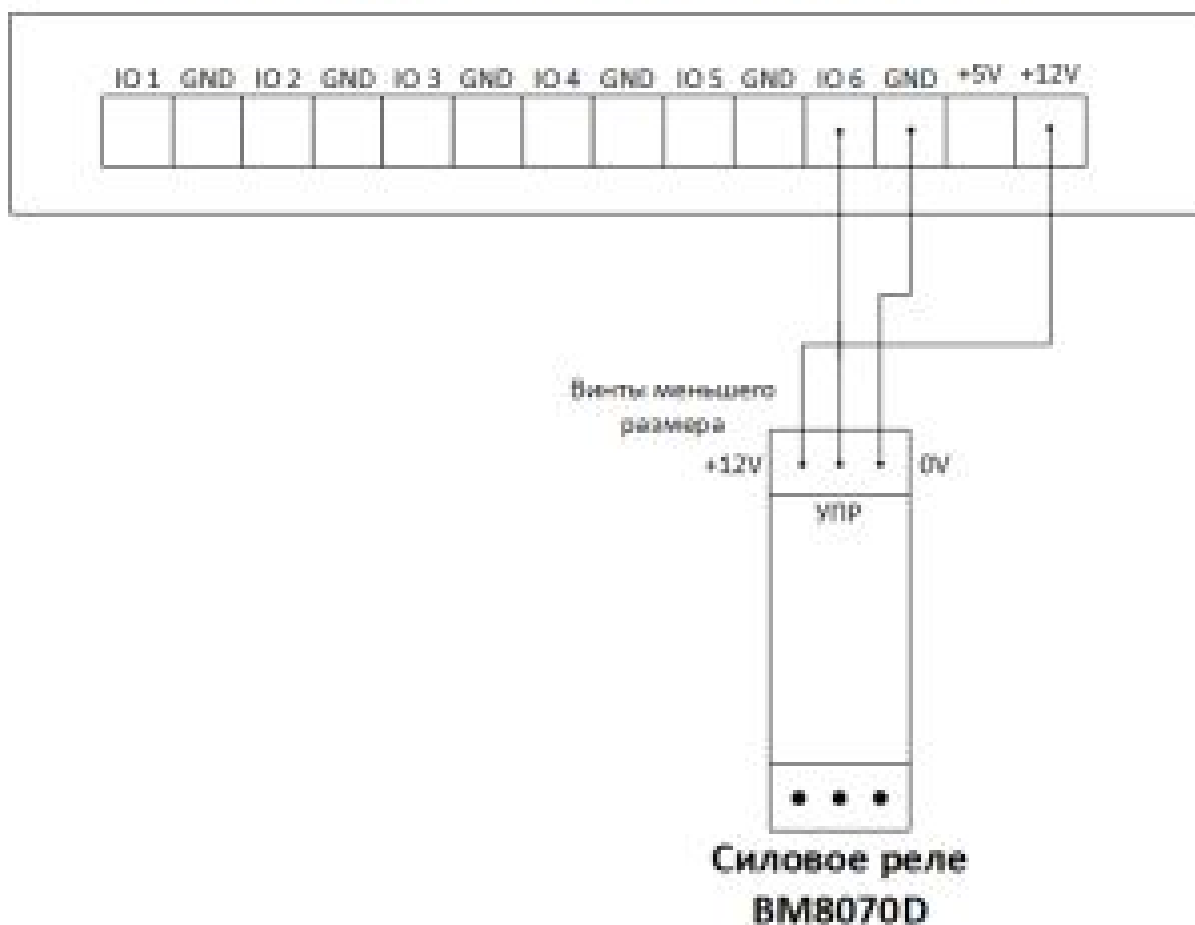 IO 1 GND IO 2 GND IO 3 GND IO 4 GND IO 5 GND IO 6 GND +5V +12V
Винты меньшего
размера
+12V 0V
УПР
Силовое реле
BM8070D